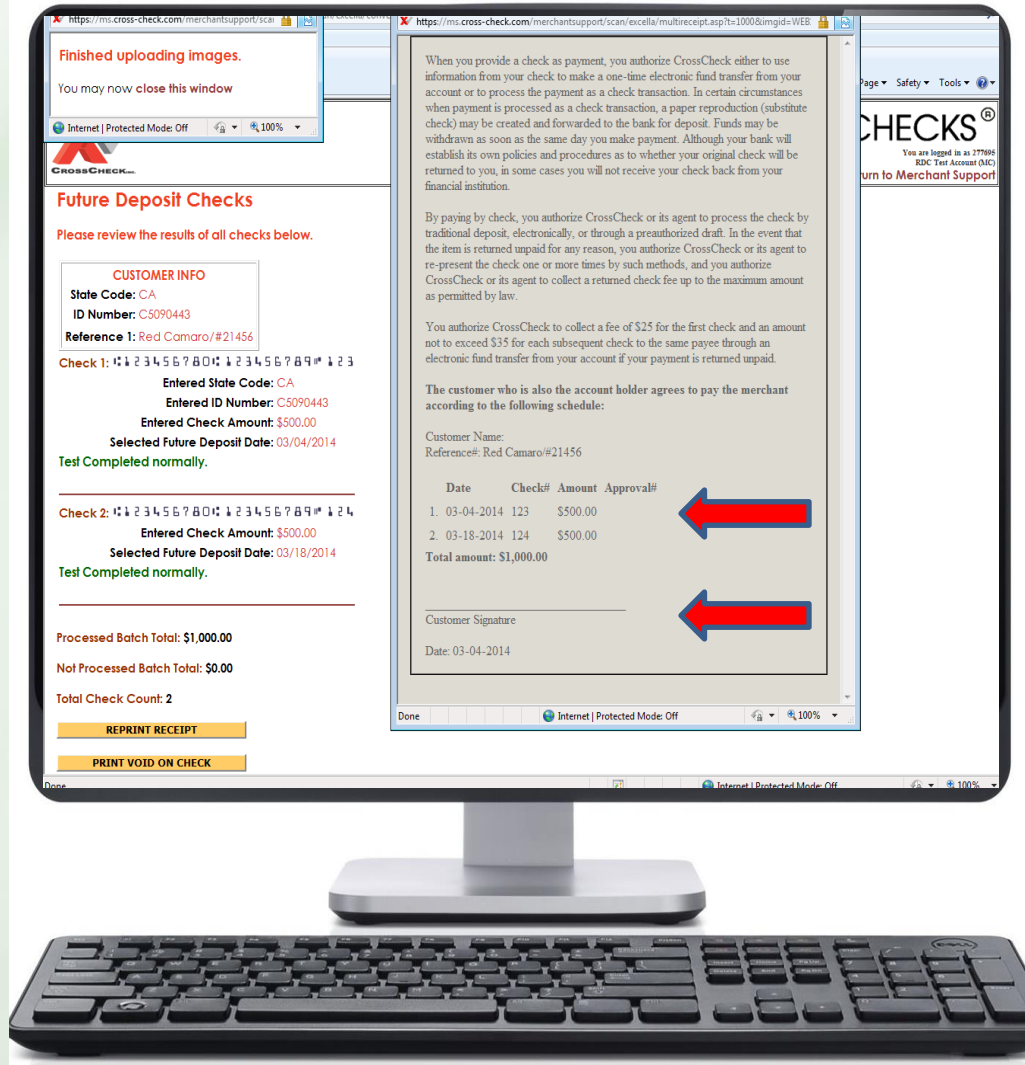 https://ms.cross-check.com/merchantsupport/scan
Finished uploading images.
You may now close this window
Internet | Protected Mode: Off
100%
CROSSCHECK INC.
Page Safety Tools
CHECKS®
You are logged in as 277695
RDC Test Account (MC)
Return to Merchant Support
Future Deposit Checks
Please review the results of all checks below.
CUSTOMER INFO
State Code: CA
ID Number: C5090443
Reference 1: Red Camaro/#21456
Check 1: ⑆123456780⑆123456789⑈123
Entered State Code: CA
Entered ID Number: C5090443
Entered Check Amount: $500.00
Selected Future Deposit Date: 03/04/2014
Test Completed normally.
Check 2: ⑆123456780⑆123456789⑈124
Entered Check Amount: $500.00
Selected Future Deposit Date: 03/18/2014
Test Completed normally.
Processed Batch Total: $1,000.00
Not Processed Batch Total: $0.00
Total Check Count: 2
REPRINT RECEIPT
PRINT VOID ON CHECK
Done
https://ms.cross-check.com/merchantsupport/scan/excella/multireceipt.asp?t=1000&imgid=WEB
When you provide a check as payment, you authorize CrossCheck either to use
information from your check to make a one-time electronic fund transfer from your
account or to process the payment as a check transaction. In certain circumstances
when payment is processed as a check transaction, a paper reproduction (substitute
check) may be created and forwarded to the bank for deposit. Funds may be
withdrawn as soon as the same day you make payment. Although your bank will
establish its own policies and procedures as to whether your original check will be
returned to you, in some cases you will not receive your check back from your
financial institution.
By paying by check, you authorize CrossCheck or its agent to process the check by
traditional deposit, electronically, or through a preauthorized draft. In the event that
the item is returned unpaid for any reason, you authorize CrossCheck or its agent to
re-present the check one or more times by such methods, and you authorize
CrossCheck or its agent to collect a returned check fee up to the maximum amount
as permitted by law.
You authorize CrossCheck to collect a fee of $25 for the first check and an amount
not to exceed $35 for each subsequent check to the same payee through an
electronic fund transfer from your account if your payment is returned unpaid.
The customer who is also the account holder agrees to pay the merchant
according to the following schedule:
Customer Name:
Reference#: Red Camaro/#21456
Date Check# Amount Approval#
1. 03-04-2014 123 $500.00
2. 03-18-2014 124 $500.00
Total amount: $1,000.00
Customer Signature
Date: 03-04-2014
Done
Internet | Protected Mode: Off
100%
Internet | Protected Mode: Off
100%
DELL